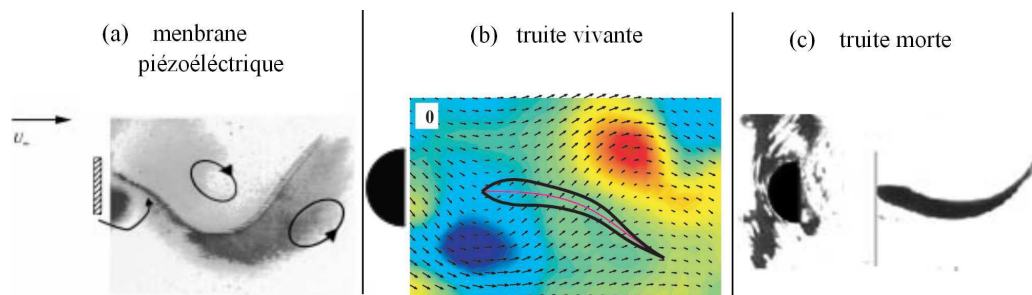 (a) menbrane
piézoéléctrique
U∞
(b) truite vivante
0
(c) truite morte